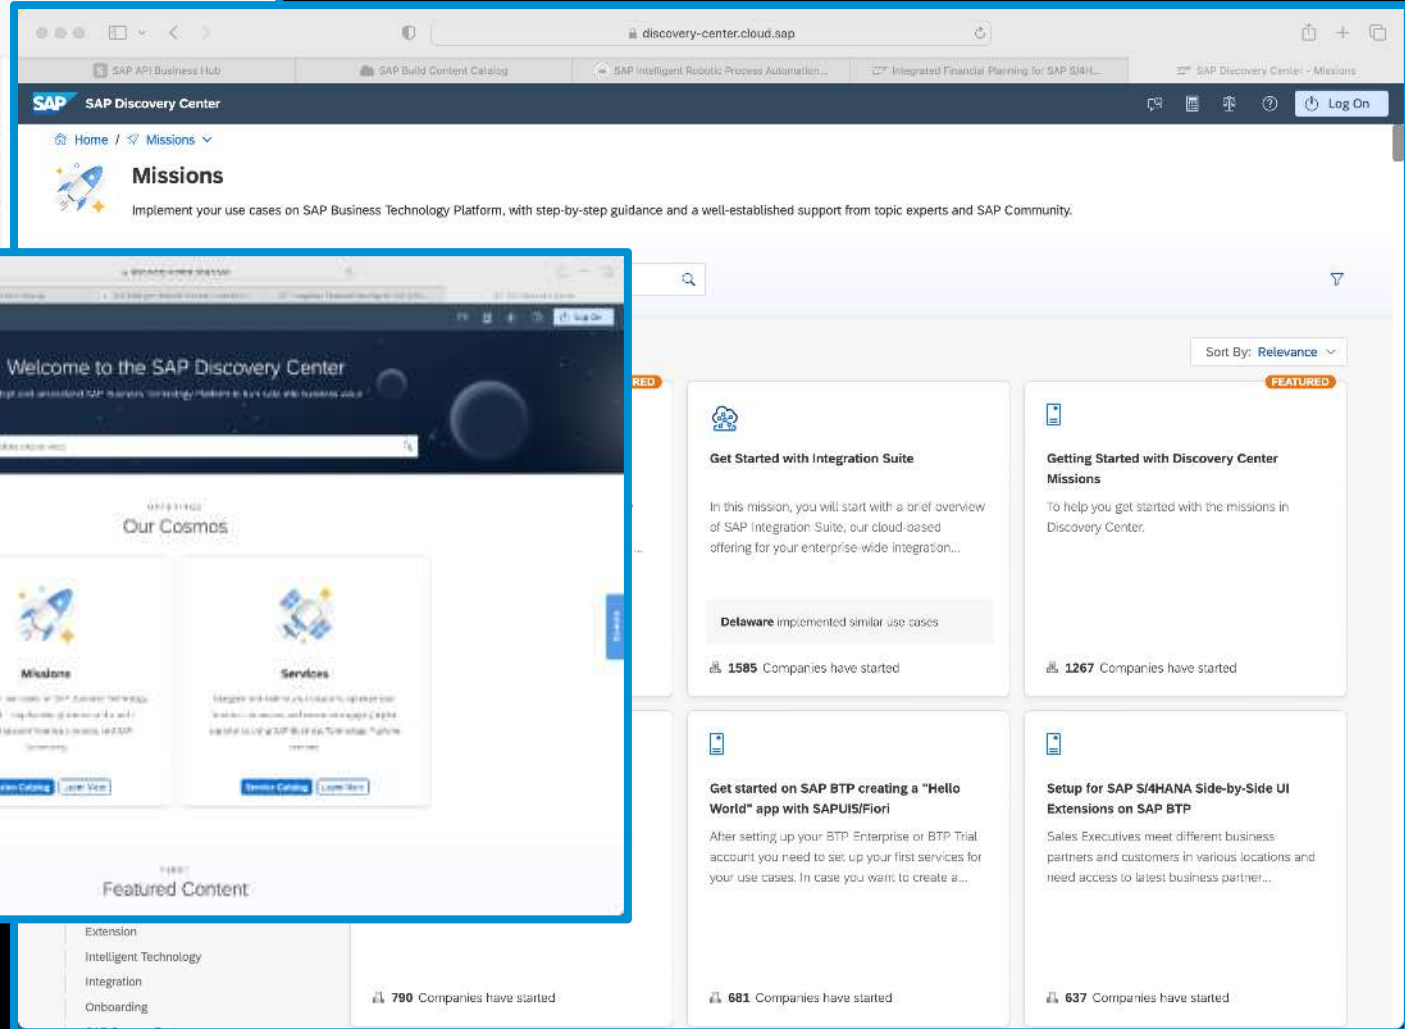 discovery-center.cloud.sap
SAP API Business Hub
SAP Build Content Catalog
SAP Intelligent Robotic Process Automation...
Integrated Financial Planning for SAP S/4H...
SAP Discovery Center - Missions
SAP SAP Discovery Center
Log On
Home / Missions
Missions
Implement your use cases on SAP Business Technology Platform, with step-by-step guidance and a well-established support from topic experts and SAP Community.
Log On
Welcome to the SAP Discovery Center
Our Cosmos
Missions
Services
Service Catalog
Learn More
Featured Content
Sort By: Relevance
RED
FEATURED
Get Started with Integration Suite
In this mission, you will start with a brief overview
of SAP Integration Suite, our cloud-based
offering for your enterprise-wide integration...
Delaware implemented similar use cases
1585 Companies have started
Getting Started with Discovery Center
Missions
To help you get started with the missions in
Discovery Center.
1267 Companies have started
Get started on SAP BTP creating a "Hello
World" app with SAPUI5/Fiori
After setting up your BTP Enterprise or BTP Trial
account you need to set up your first services for
your use cases. In case you want to create a...
681 Companies have started
Setup for SAP S/4HANA Side-by-Side UI
Extensions on SAP BTP
Sales Executives meet different business
partners and customers in various locations and
need access to latest business partner...
637 Companies have started
Extension
Intelligent Technology
Integration
Onboarding
790 Companies have started